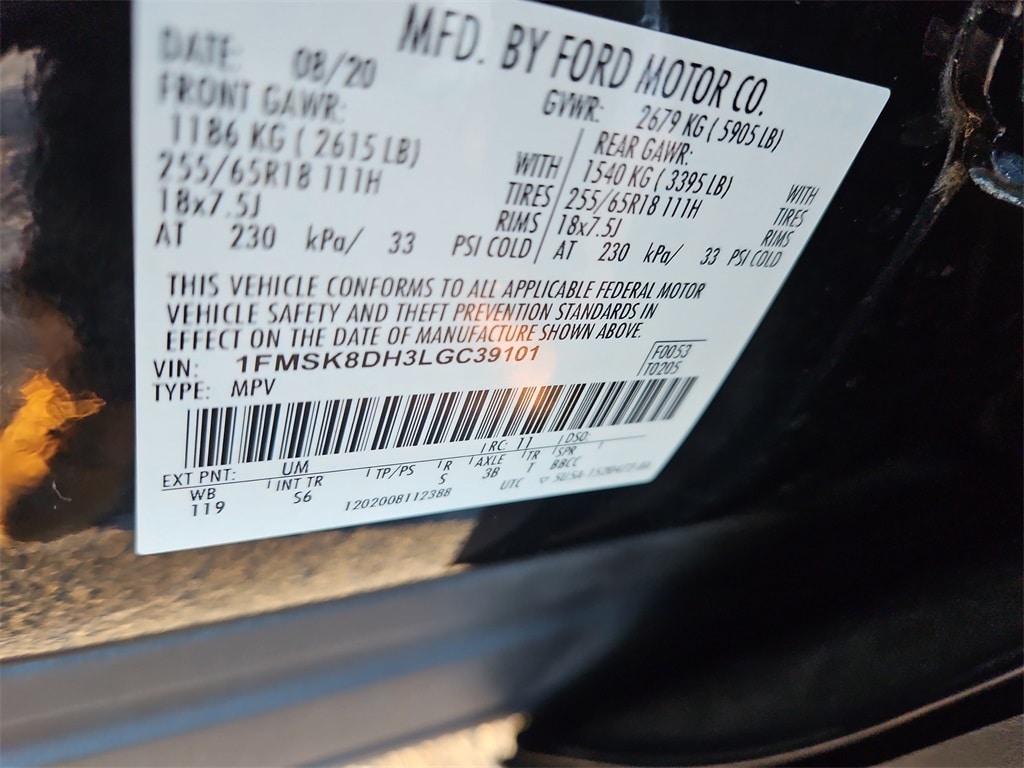 MFD. BY FORD MOTOR CO.
DATE: 08/20 GVWR: 2679 KG ( 5905 LB)
FRONT GAWR: REAR GAWR:
1186 KG ( 2615 LB) WITH 1540 KG ( 3395 LB) WITH
255/65R18 111H TIRES 255/65R18 111H TIRES
18x7.5J RIMS 18x7.5J RIMS
AT 230 kPa/ 33 PSI COLD AT 230 kPa/ 33 PSI COLD
THIS VEHICLE CONFORMS TO ALL APPLICABLE FEDERAL MOTOR
VEHICLE SAFETY AND THEFT PREVENTION STANDARDS IN
EFFECT ON THE DATE OF MANUFACTURE SHOWN ABOVE.
VIN: 1FMSK8DH3LGC39101 F0053
TYPE: MPV T0205
EXT PNT: UM RC: 11 DSO:
WB INT TR TP/PS R AXLE TR SPR
119 S6 S 3B T BBCC
1202008112388 UTC